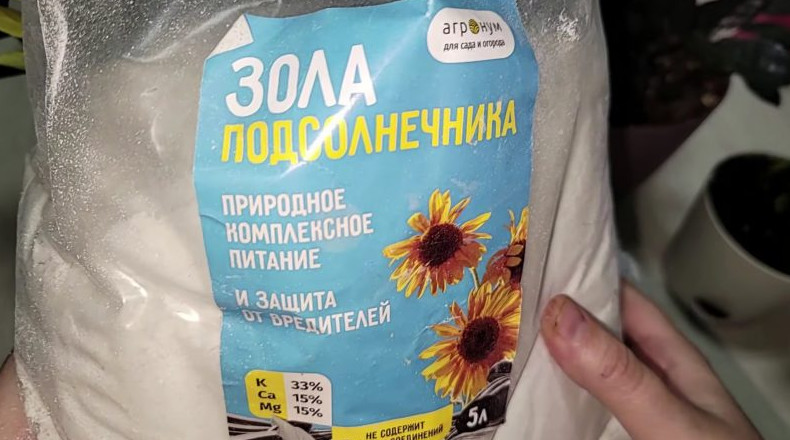 агроном
для сада и огорода
ЗОЛА
ПОДСОЛНЕЧНИКА
ПРИРОДНОЕ
КОМПЛЕКСНОЕ
ПИТАНИЕ
И ЗАЩИТА
ОТ ВРЕДИТЕЛЕЙ
K 33%
Ca 15%
Mg 15%
5Л
НЕ СОДЕРЖИТ